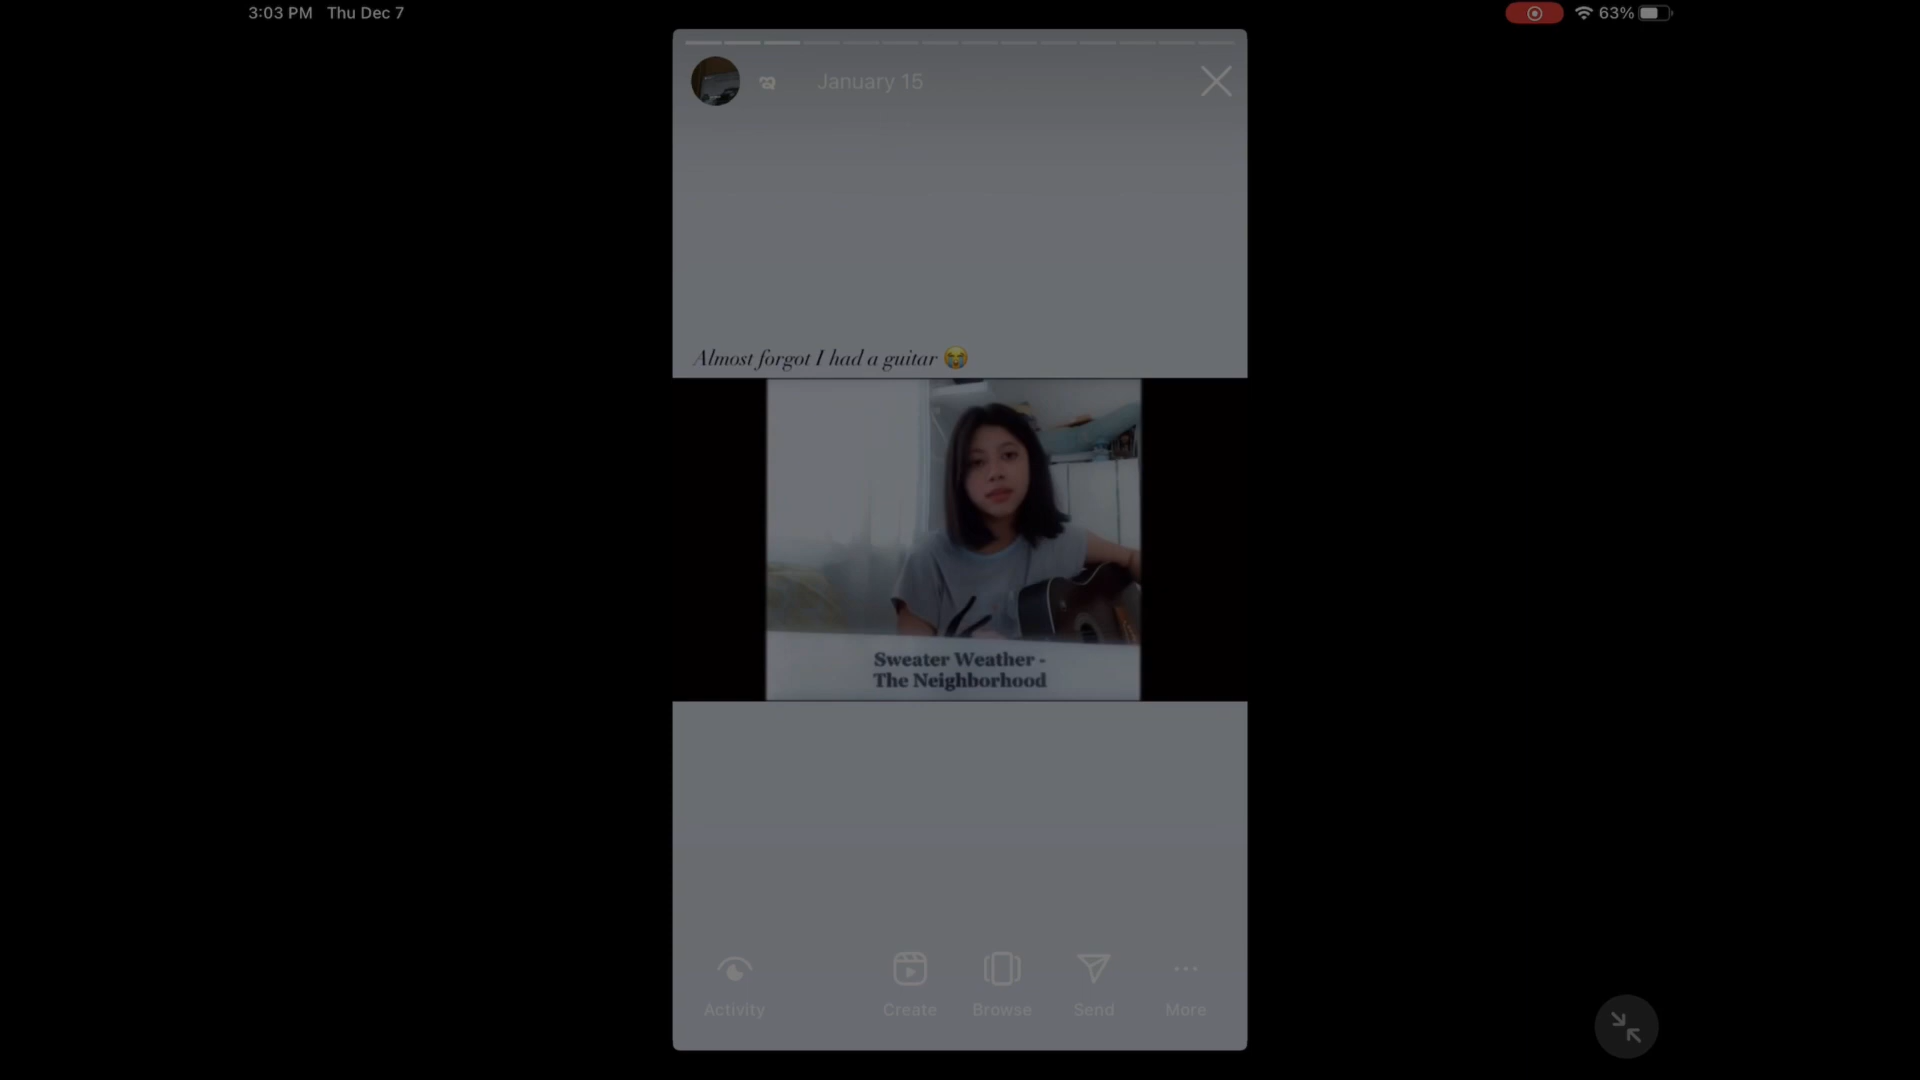 3:03 PM Thu Dec 7
63%
January 15
Almost forgot I had a guitar 😭
Sweater Weather -
The Neighborhood
Activity
Create
Browse
Send
More